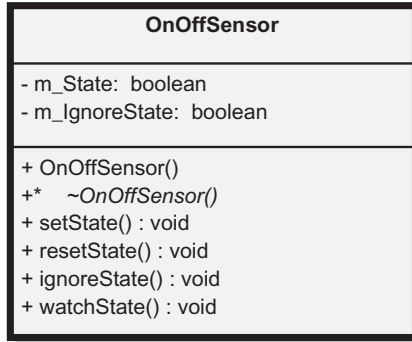 OnOffSensor
- m_State: boolean
- m_IgnoreState: boolean
+ OnOffSensor()
+* ~OnOffSensor()
+ setState() : void
+ resetState() : void
+ ignoreState() : void
+ watchState() : void